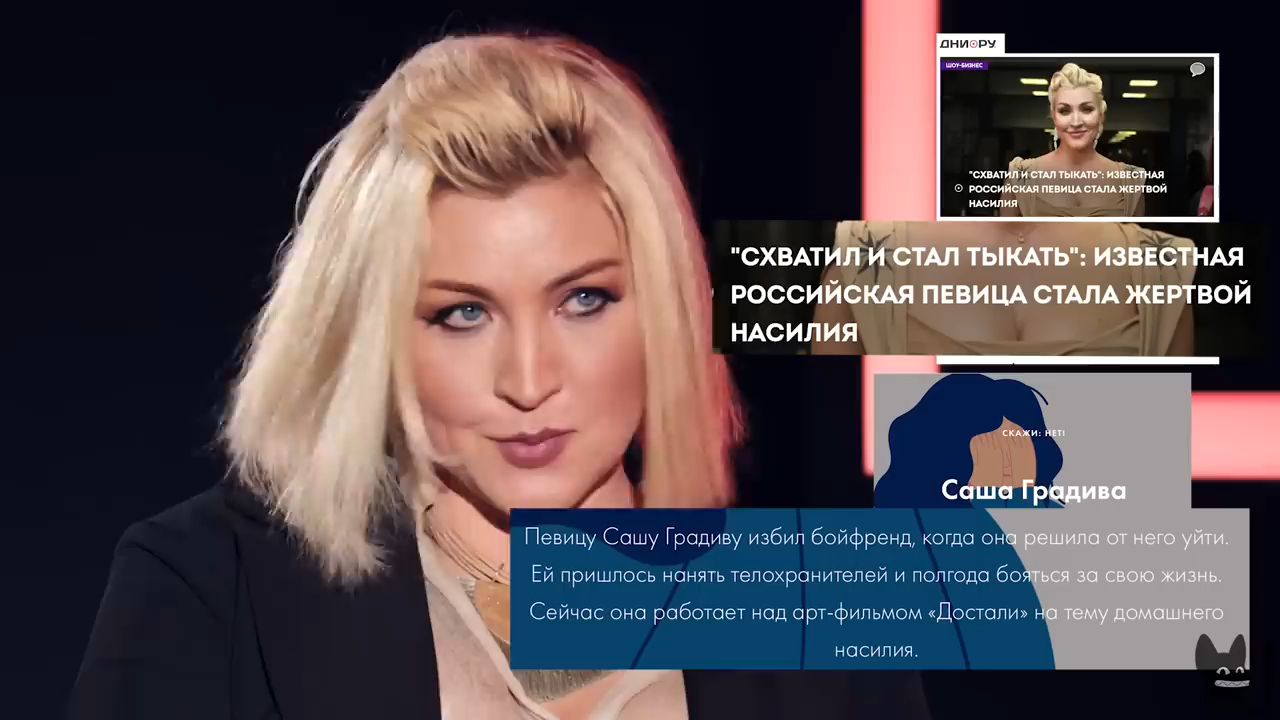 ДНИ.РУ
ШОУ-БИЗНЕС
"СХВАТИЛ И СТАЛ ТЫКАТЬ": ИЗВЕСТНАЯ
РОССИЙСКАЯ ПЕВИЦА СТАЛА ЖЕРТВОЙ
НАСИЛИЯ
"СХВАТИЛ И СТАЛ ТЫКАТЬ": ИЗВЕСТНАЯ
РОССИЙСКАЯ ПЕВИЦА СТАЛА ЖЕРТВОЙ
НАСИЛИЯ
СКАЖИ: НЕТ!
Саша Градива
Певицу Сашу Градиву избил бойфренд, когда она решила от него уйти.
Ей пришлось нанять телохранителей и полгода бояться за свою жизнь.
Сейчас она работает над арт-фильмом «Достали» на тему домашнего
насилия.